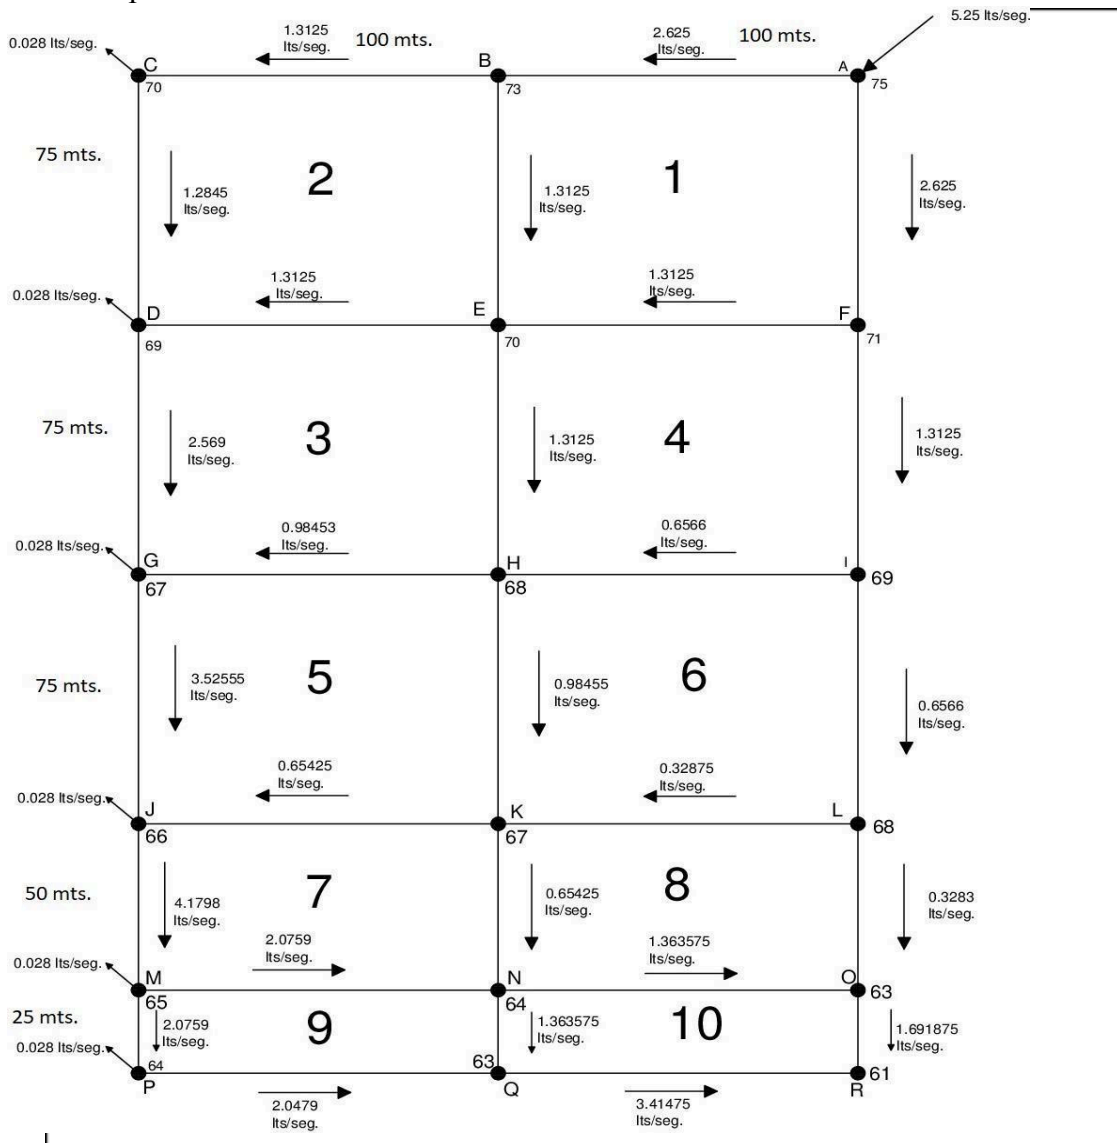 5.25 lts/seg.
0.028 lts/seg.
1.3125
lts/seg.
100 mts.
2.625
lts/seg.
100 mts.
C
70
B
73
A
75
75 mts.
1.2845
lts/seg.
2
1.3125
lts/seg.
1
2.625
lts/seg.
0.028 lts/seg.
1.3125
lts/seg.
1.3125
lts/seg.
D
69
E
70
F
71
75 mts.
2.569
lts/seg.
3
1.3125
lts/seg.
4
1.3125
lts/seg.
0.028 lts/seg.
0.98453
lts/seg.
0.6566
lts/seg.
G
67
H
68
I
69
75 mts.
3.52555
lts/seg.
5
0.98455
lts/seg.
6
0.6566
lts/seg.
0.028 lts/seg.
0.65425
lts/seg.
0.32875
lts/seg.
J
66
K
67
L
68
50 mts.
4.1798
lts/seg.
7
0.65425
lts/seg.
8
0.3283
lts/seg.
0.028 lts/seg.
2.0759
lts/seg.
1.363575
lts/seg.
M
65
N
64
O
63
25 mts.
2.0759
lts/seg.
9
1.363575
lts/seg.
10
1.691875
lts/seg.
0.028 lts/seg.
64
P
63
Q
61
R
2.0479
lts/seg.
3.41475
lts/seg.